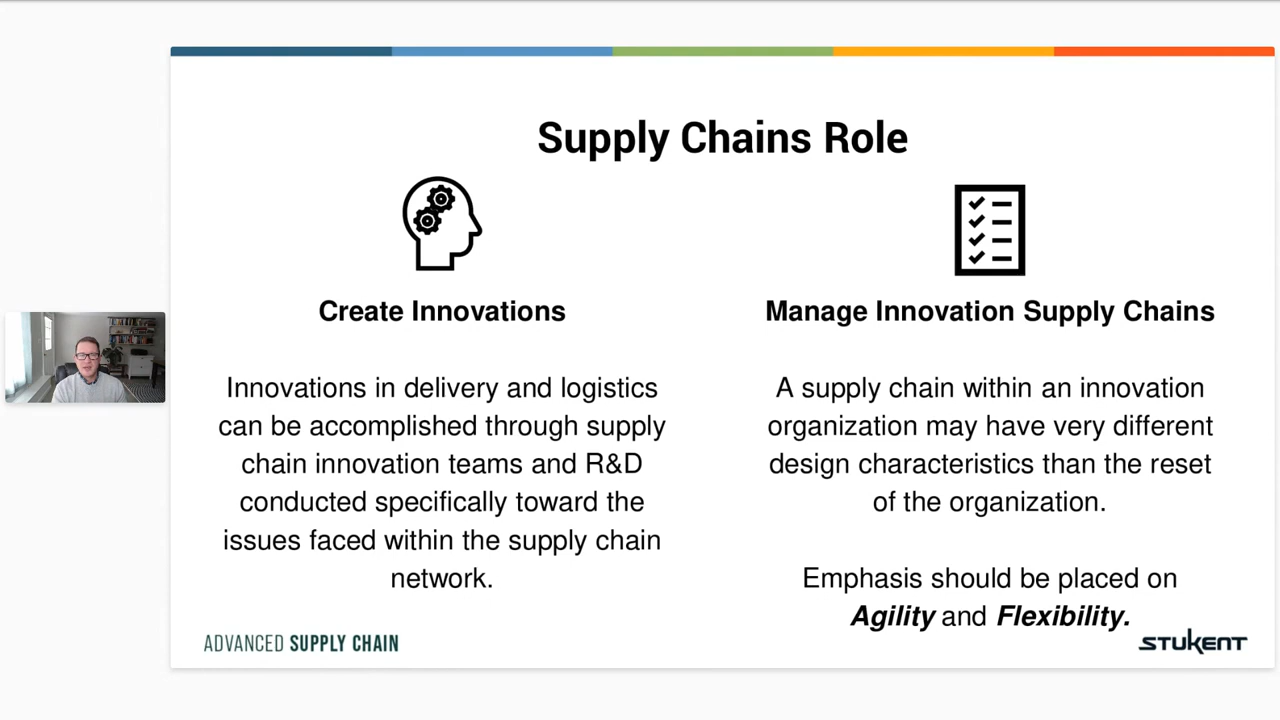 Supply Chains Role
Create Innovations
Innovations in delivery and logistics
can be accomplished through supply
chain innovation teams and R&D
conducted specifically toward the
issues faced within the supply chain
network.
Manage Innovation Supply Chains
A supply chain within an innovation
organization may have very different
design characteristics than the reset
of the organization.
Emphasis should be placed on
Agility and Flexibility.
ADVANCED SUPPLY CHAIN
STUKENT